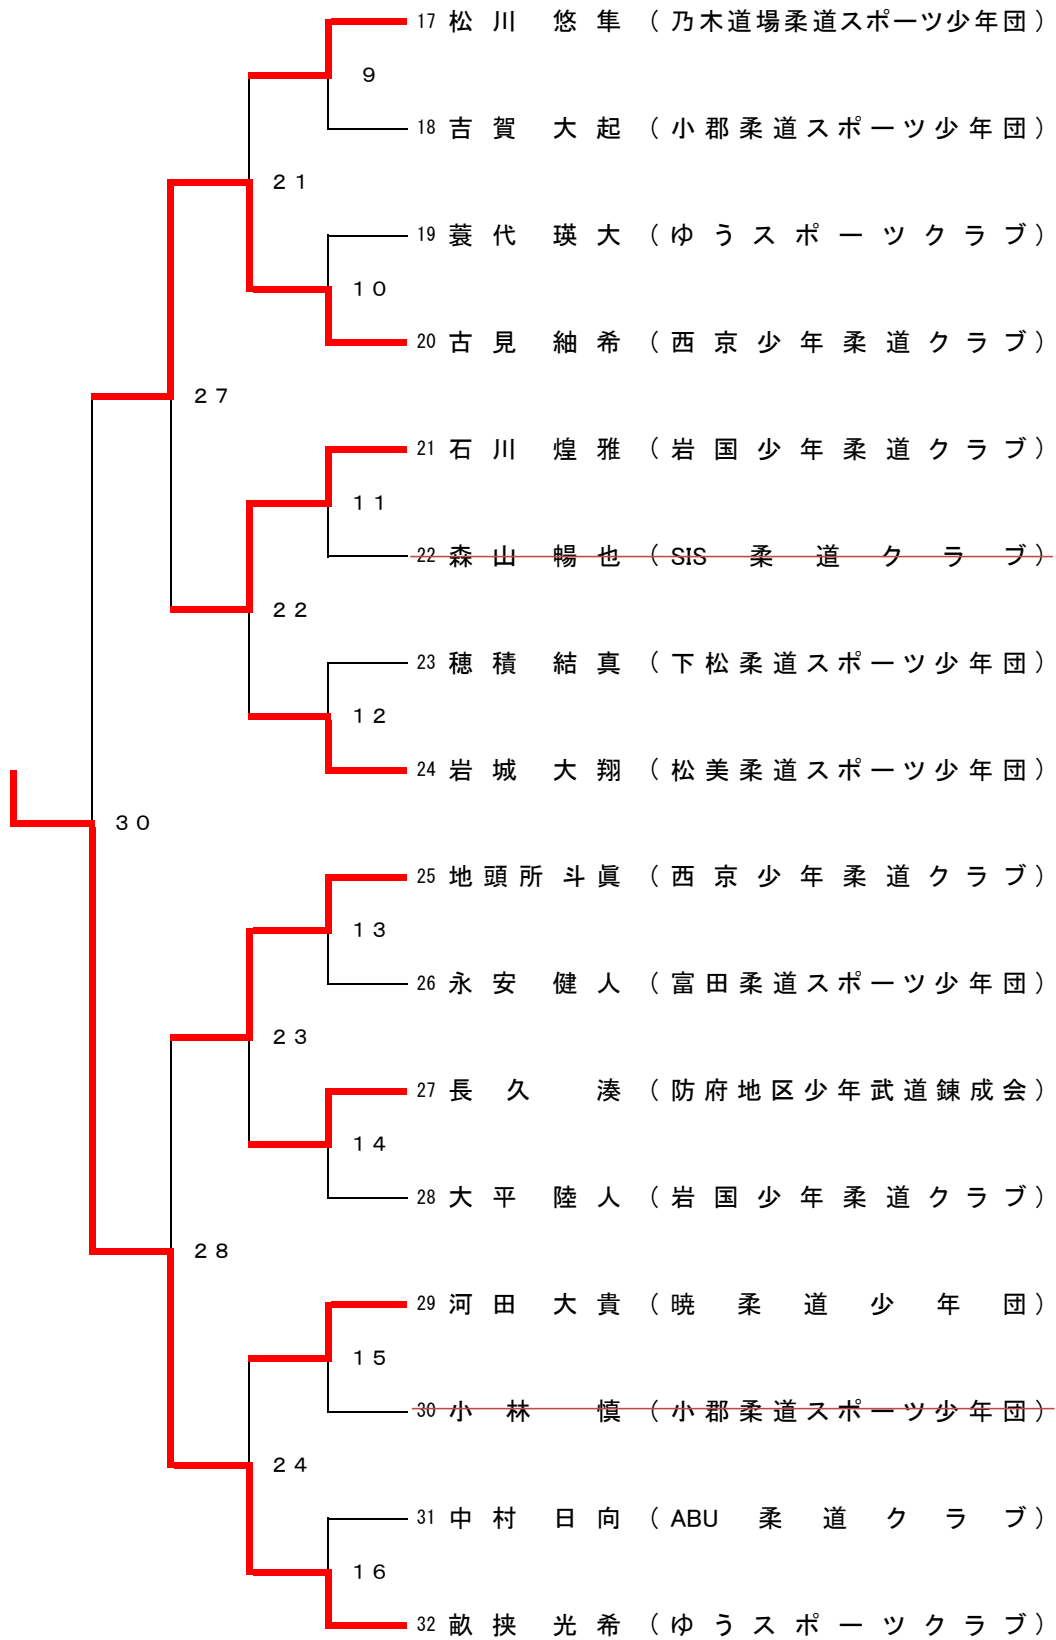 17 松川 悠隼 （乃木道場柔道スポーツ少年団）
9
18 吉賀 大起 （小郡柔道スポーツ少年団）
21
19 蓑代 瑛大 （ゆうスポーツクラブ）
10
20 古見 紬希 （西京少年柔道クラブ）
27
21 石川 煌雅 （岩国少年柔道クラブ）
11
22 森山 暢也 （SIS柔道クラブ）
22
23 穂積 結真 （下松柔道スポーツ少年団）
12
24 岩城 大翔 （松美柔道スポーツ少年団）
30
25 地頭所 斗眞 （西京少年柔道クラブ）
13
26 永安 健人 （富田柔道スポーツ少年団）
23
27 長久 湊 （防府地区少年武道錬成会）
14
28 大平 陸人 （岩国少年柔道クラブ）
28
29 河田 大貴 （暁柔道少年団）
15
30 小林 慎 （小郡柔道スポーツ少年団）
24
31 中村 日向 （ABU柔道クラブ）
16
32 畝挟 光希 （ゆうスポーツクラブ）